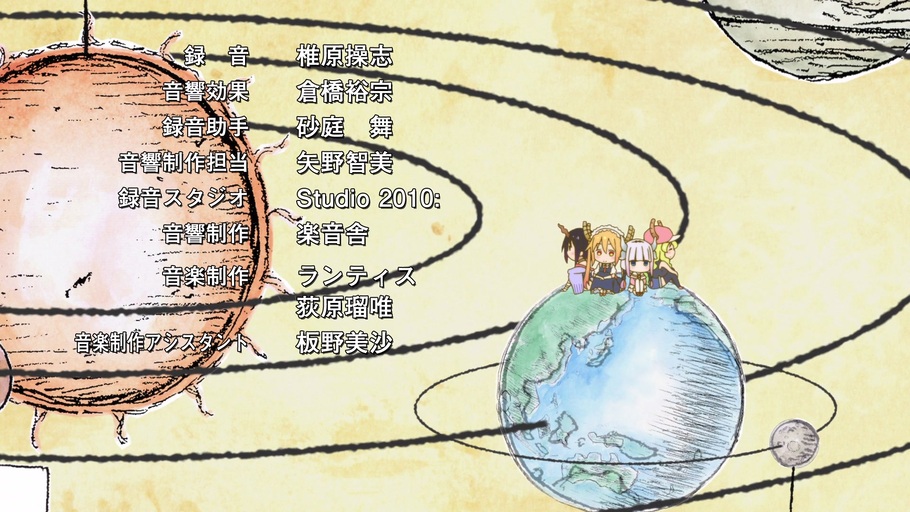 録　音　椎原操志
音響効果　倉橋裕宗
録音助手　砂庭　舞
音響制作担当　矢野智美
録音スタジオ　Studio 2010:
音響制作　楽音舎
音楽制作　ランティス
荻原瑠唯
音楽制作アシスタント　板野美沙